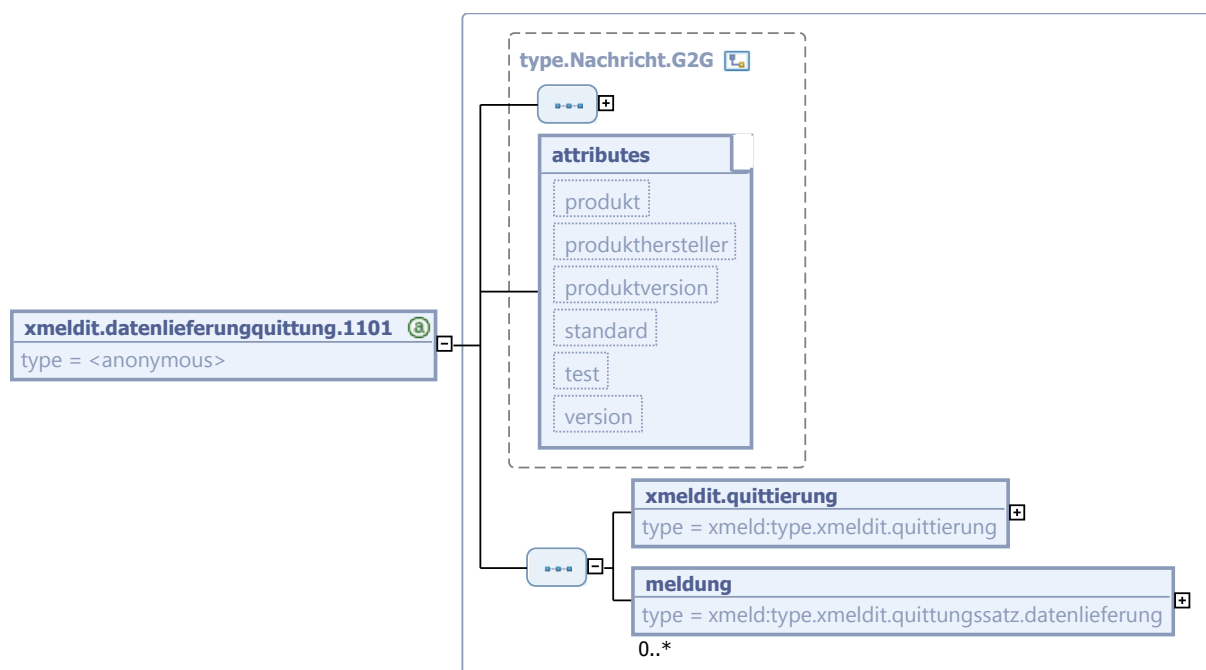 type.Nachricht.G2G
attributes
produkt
produkthersteller
produktversion
standard
test
version
xmeldit.datenlieferungquittung.1101 a
type = <anonymous>
xmeldit.quittierung
type = xmeld:type.xmeldit.quittierung
meldung
type = xmeld:type.xmeldit.quittungssatz.datenlieferung
0..*